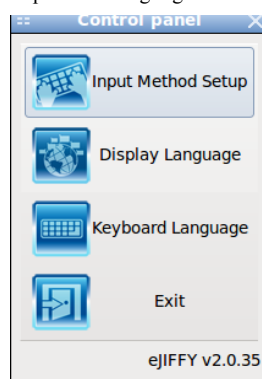 Control panel
Input Method Setup
Display Language
Keyboard Language
Exit
eJIFFY v2.0.35